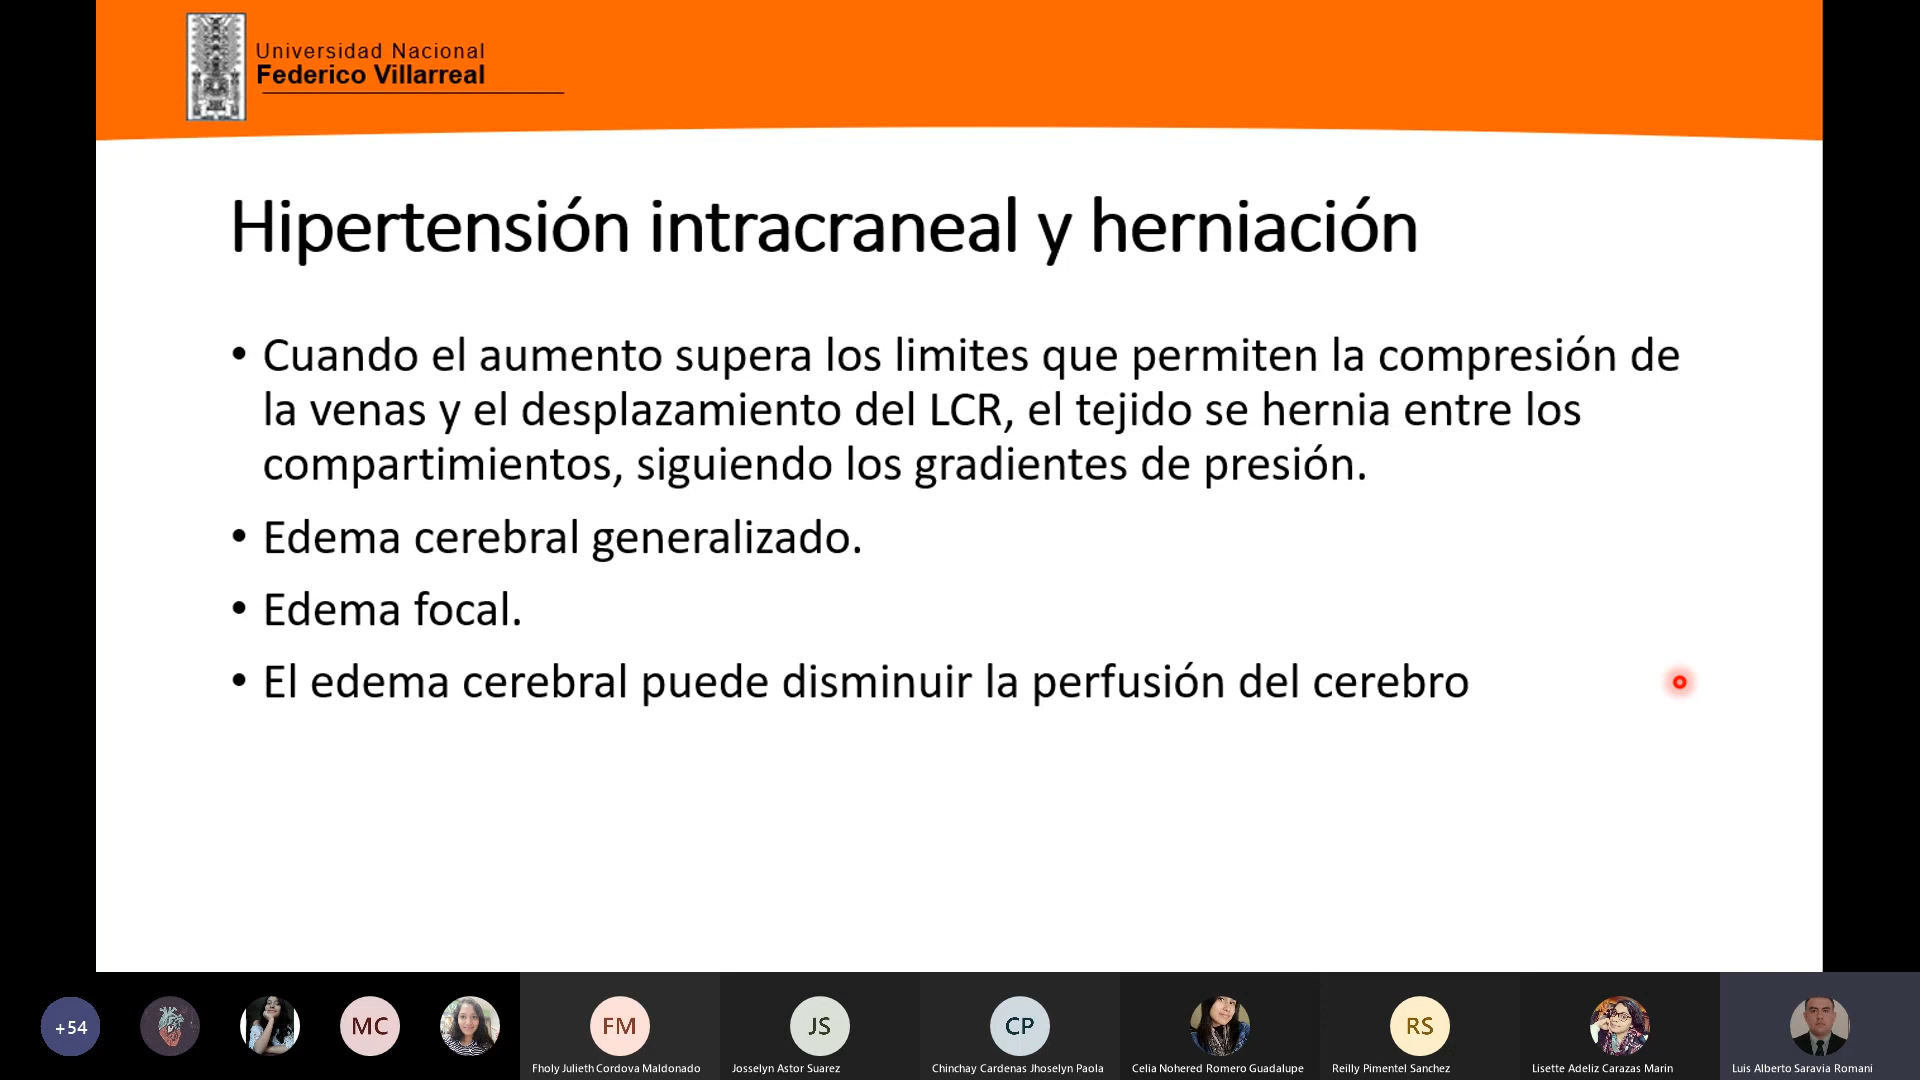 Universidad Nacional
Federico Villarreal
Hipertensión intracraneal y herniación
• Cuando el aumento supera los limites que permiten la compresión de
la venas y el desplazamiento del LCR, el tejido se hernia entre los
compartimientos, siguiendo los gradientes de presión.
• Edema cerebral generalizado.
• Edema focal.
• El edema cerebral puede disminuir la perfusión del cerebro
+54
MC
FM
JS
CP
RS
Fholy Julieth Cordova Maldonado
Josselyn Astor Suarez
Chinchay Cardenas Jhoselyn Paola
Celia Nohered Romero Guadalupe
Reilly Pimentel Sanchez
Lisette Adeliz Carazas Marin
Luis Alberto Saravia Romani